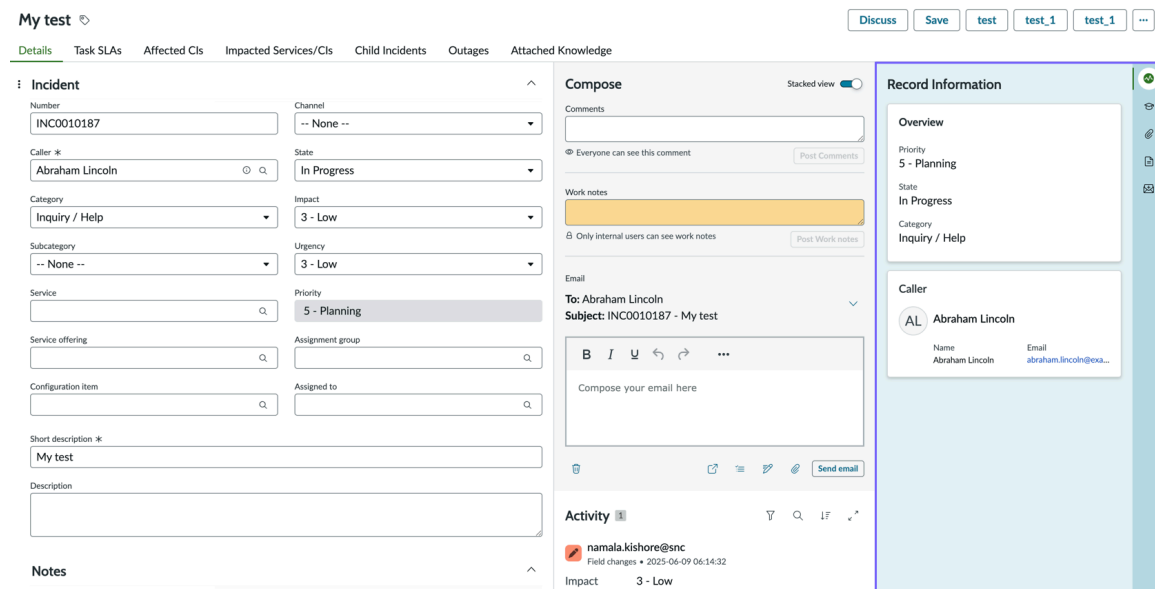 My test
Discuss
Save
test
test_1
test_1
Details
Task SLAs
Affected CIs
Impacted Services/CIs
Child Incidents
Outages
Attached Knowledge
Incident
Number
INC0010187
Channel
-- None --
Caller *
Abraham Lincoln
State
In Progress
Category
Inquiry / Help
Impact
3 - Low
Subcategory
-- None --
Urgency
3 - Low
Service
Priority
5 - Planning
Service offering
Assignment group
Configuration item
Assigned to
Short description *
My test
Description
Notes
Compose
Stacked view
Comments
Everyone can see this comment
Post Comments
Work notes
Only internal users can see work notes
Post Work notes
Email
To: Abraham Lincoln
Subject: INC0010187 - My test
B I U
Compose your email here
Send email
Activity 1
namala.kishore@snc
Field changes • 2025-06-09 06:14:32
Impact 3 - Low
Record Information
Overview
Priority
5 - Planning
State
In Progress
Category
Inquiry / Help
Caller
AL
Abraham Lincoln
Name
Abraham Lincoln
Email
abraham.lincoln@exa...